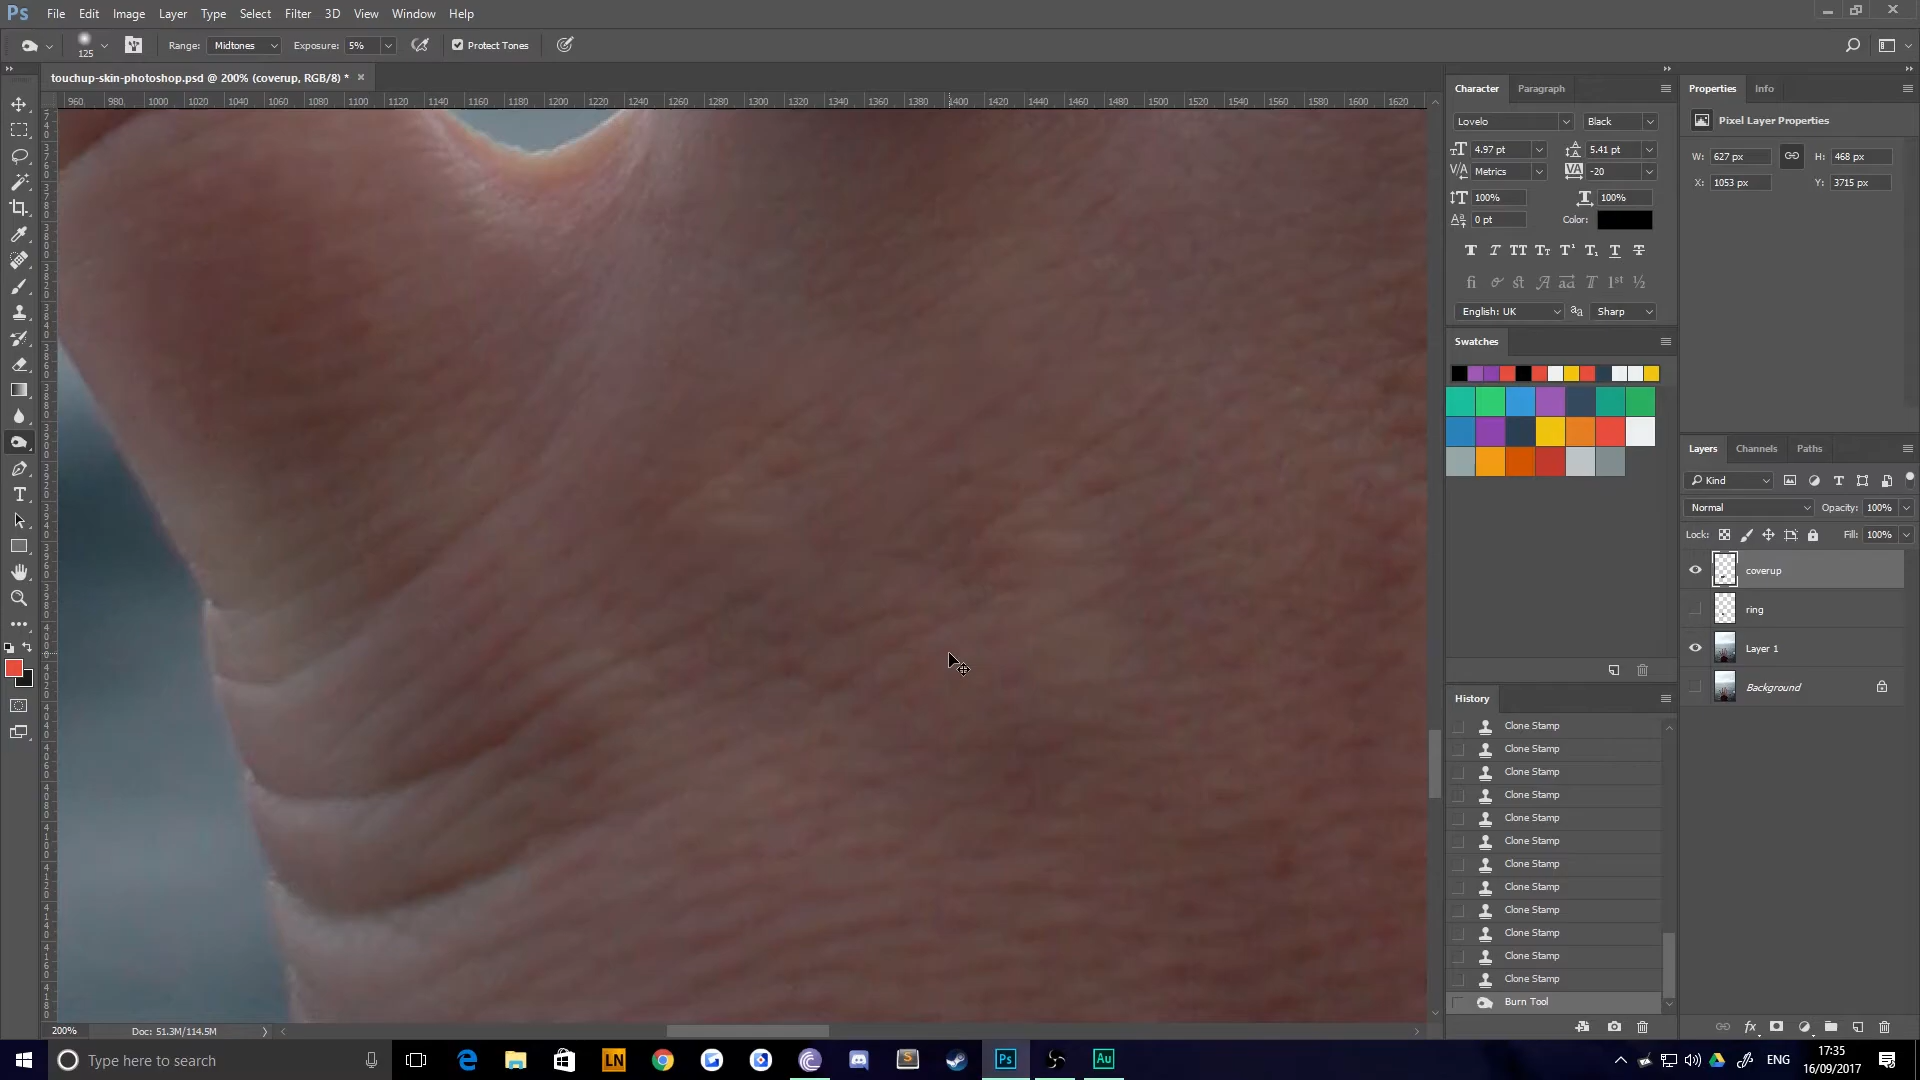 Ps File Edit Image Layer Type Select Filter 3D View Window Help
125 Range: Midtones Exposure: 5% Protect Tones
touchup-skin-photoshop.psd @ 200% (coverup, RGB/8) *
960 980 1000 1020 1040 1060 1080 1100 1120 1140 1160 1180 1200 1220 1240 1260 1280 1300 1320 1340 1360 1380 1400 1420 1440 1460 1480 1500 1520 1540 1560 1580 1600 1620
Character Paragraph
Lovelo Black
4.97 pt 5.41 pt
Metrics -20
100% 100%
0 pt Color:
English: UK Sharp
Swatches
History
Clone Stamp
Clone Stamp
Clone Stamp
Clone Stamp
Clone Stamp
Clone Stamp
Clone Stamp
Clone Stamp
Clone Stamp
Clone Stamp
Clone Stamp
Clone Stamp
Burn Tool
Properties Info
Pixel Layer Properties
W: 627 px H: 468 px
X: 1053 px Y: 3715 px
Layers Channels Paths
Kind
Normal Opacity: 100%
Lock: Fill: 100%
coverup
ring
Layer 1
Background
200% Doc: 51.3M/114.5M
Type here to search
LN
Ps
Au
ENG
17:35
16/09/2017